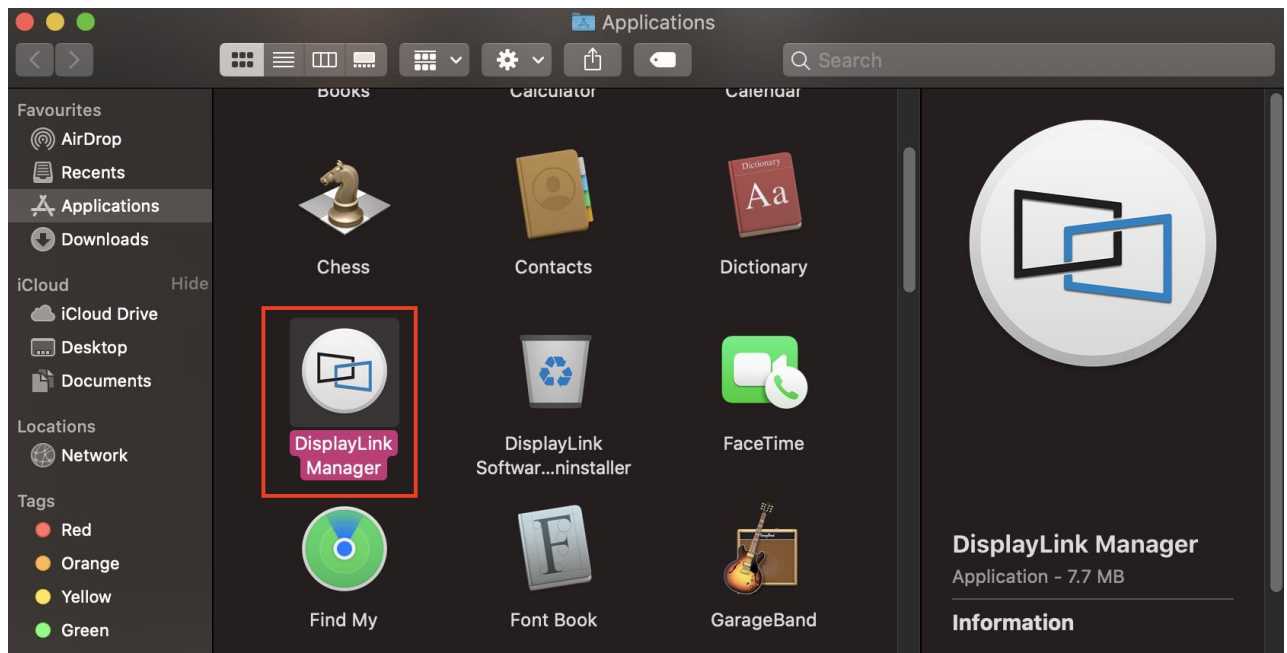 Applications
Search
Favourites
AirDrop
Recents
Applications
Downloads
iCloud Hide
iCloud Drive
Desktop
Documents
Locations
Network
Tags
Red
Orange
Yellow
Green
Books Calculator Calendar
Dictionary
Aa
Chess Contacts Dictionary
DisplayLink
Manager
DisplayLink
Softwar...ninstaller
FaceTime
F
Find My Font Book GarageBand
DisplayLink Manager
Application - 7.7 MB
Information